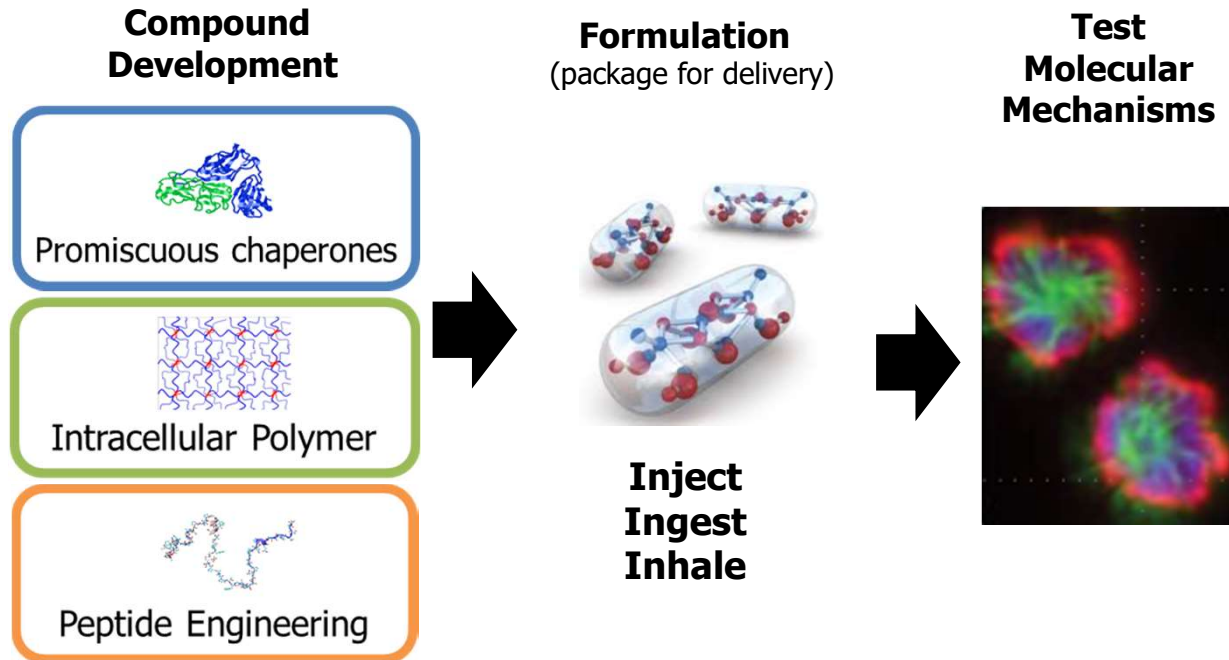 Compound
Development
Promiscuous chaperones
Intracellular Polymer
Peptide Engineering
Formulation
(package for delivery)
Inject
Ingest
Inhale
Test
Molecular
Mechanisms